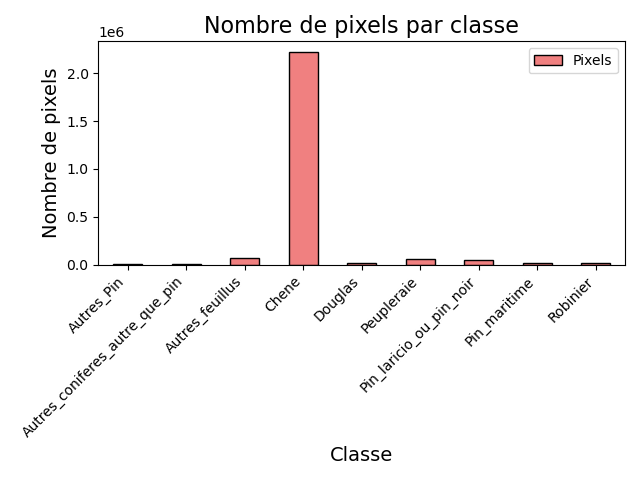 Nombre de pixels par classe
1e6
Pixels
Nombre de pixels
2.0
1.5
1.0
0.5
0.0
Autres_Pin
Autres_coniferes_autre_que_pin
Autres_feuillus
Chene
Douglas
Peupleraie
Pin_laricio_ou_pin_noir
Pin_maritime
Robinier
Classe